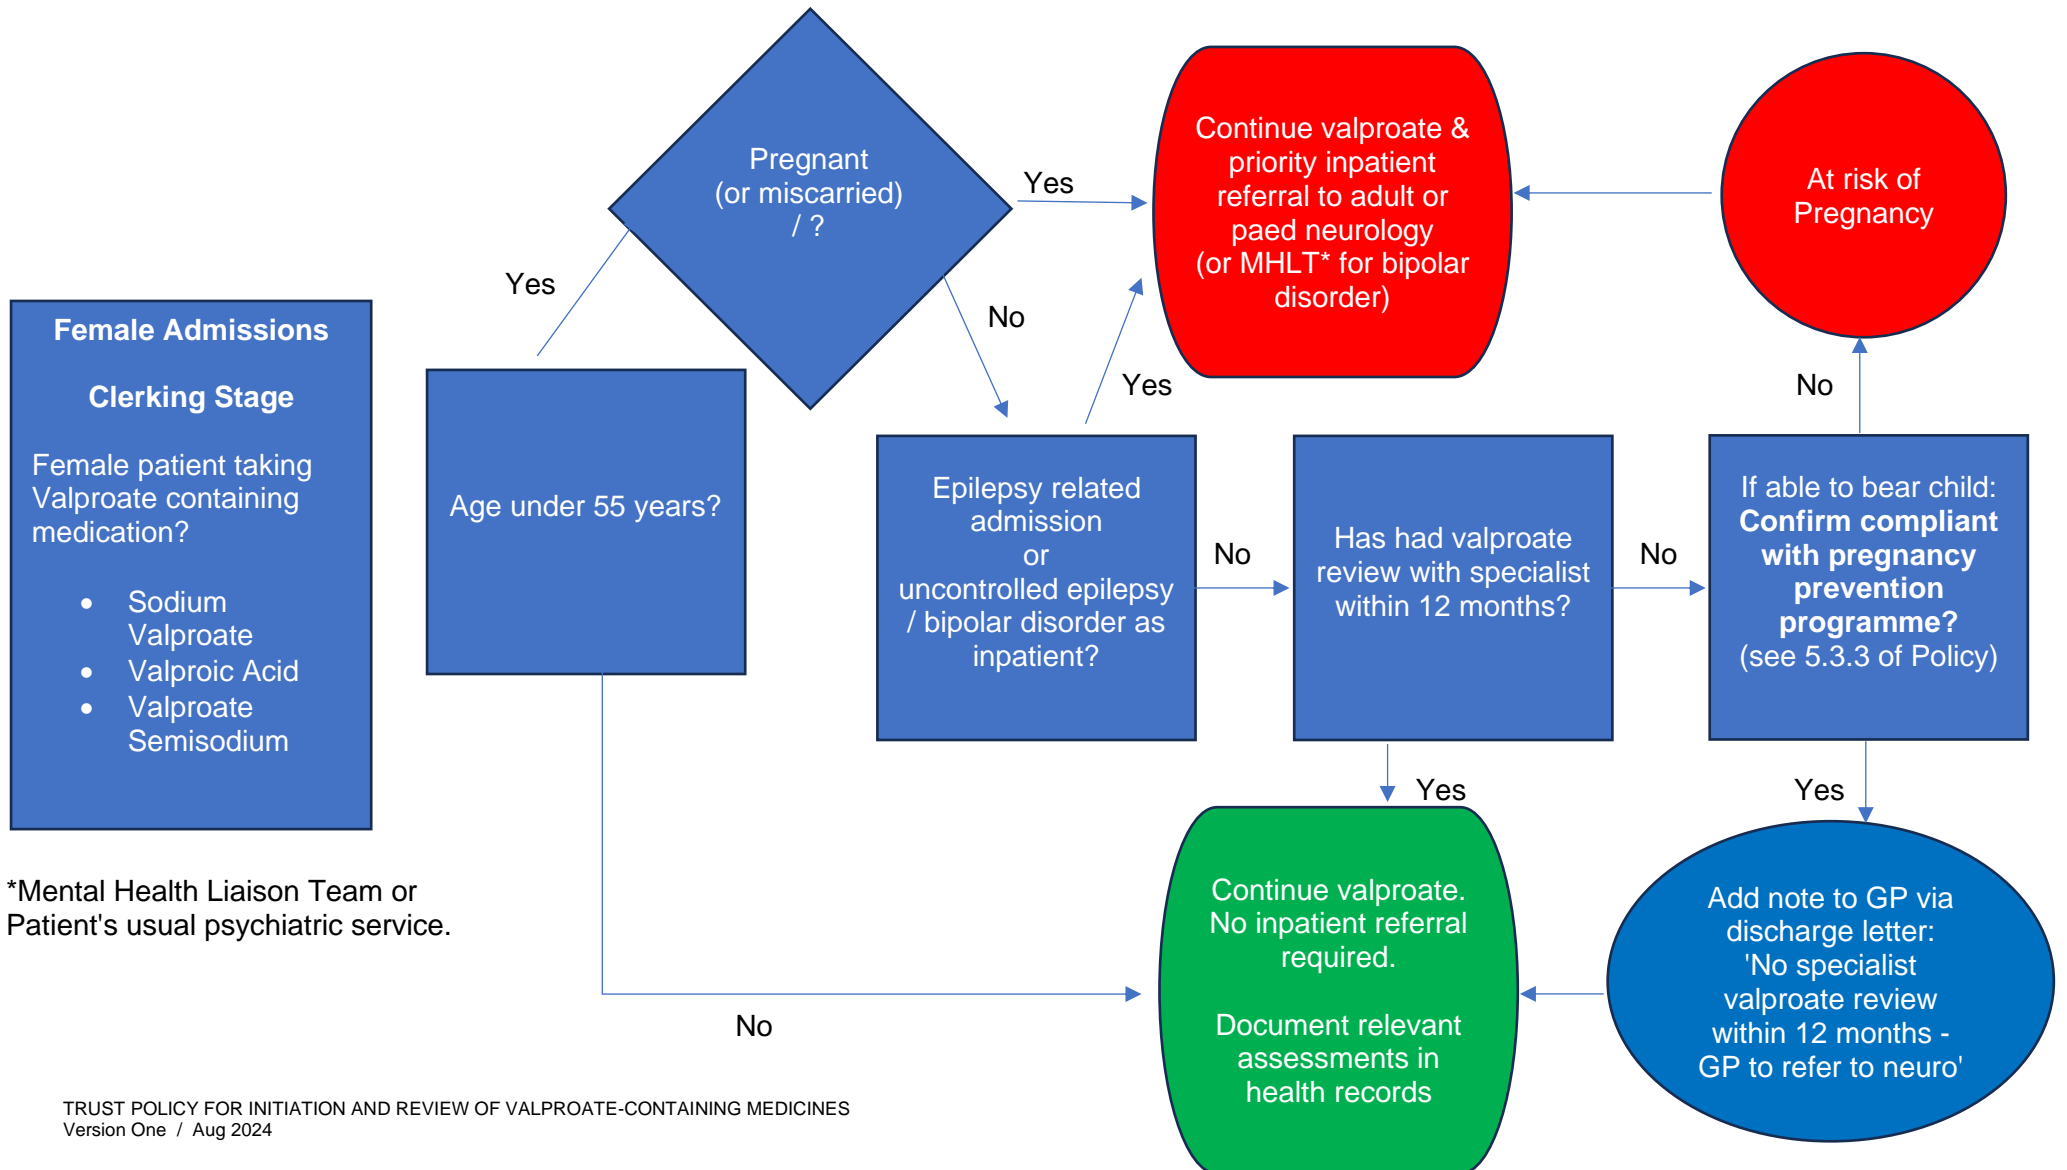 Female Admissions
Clerking Stage
Female patient taking
Valproate containing
medication?
• Sodium
Valproate
• Valproic Acid
• Valproate
Semisodium
*Mental Health Liaison Team or
Patient's usual psychiatric service.
Age under 55 years?
Yes
No
Pregnant
(or miscarried)
/ ?
Yes
No
Continue valproate &
priority inpatient
referral to adult or
paed neurology
(or MHLT* for bipolar
disorder)
At risk of
Pregnancy
Epilepsy related
admission
or
uncontrolled epilepsy
/ bipolar disorder as
inpatient?
Yes
No
Has had valproate
review with specialist
within 12 months?
No
Yes
If able to bear child:
Confirm compliant
with pregnancy
prevention
programme?
(see 5.3.3 of Policy)
No
Yes
Continue valproate.
No inpatient referral
required.
Document relevant
assessments in
health records
Add note to GP via
discharge letter:
'No specialist
valproate review
within 12 months -
GP to refer to neuro'
TRUST POLICY FOR INITIATION AND REVIEW OF VALPROATE-CONTAINING MEDICINES
Version One / Aug 2024